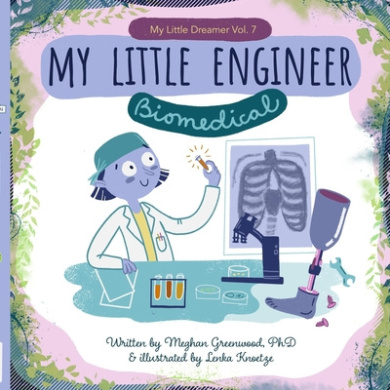 My Little Dreamer Vol. 7
MY LITTLE ENGINEER
Biomedical
Written by Meghan Greenwood, PhD
& illustrated by Lenka Knoetze